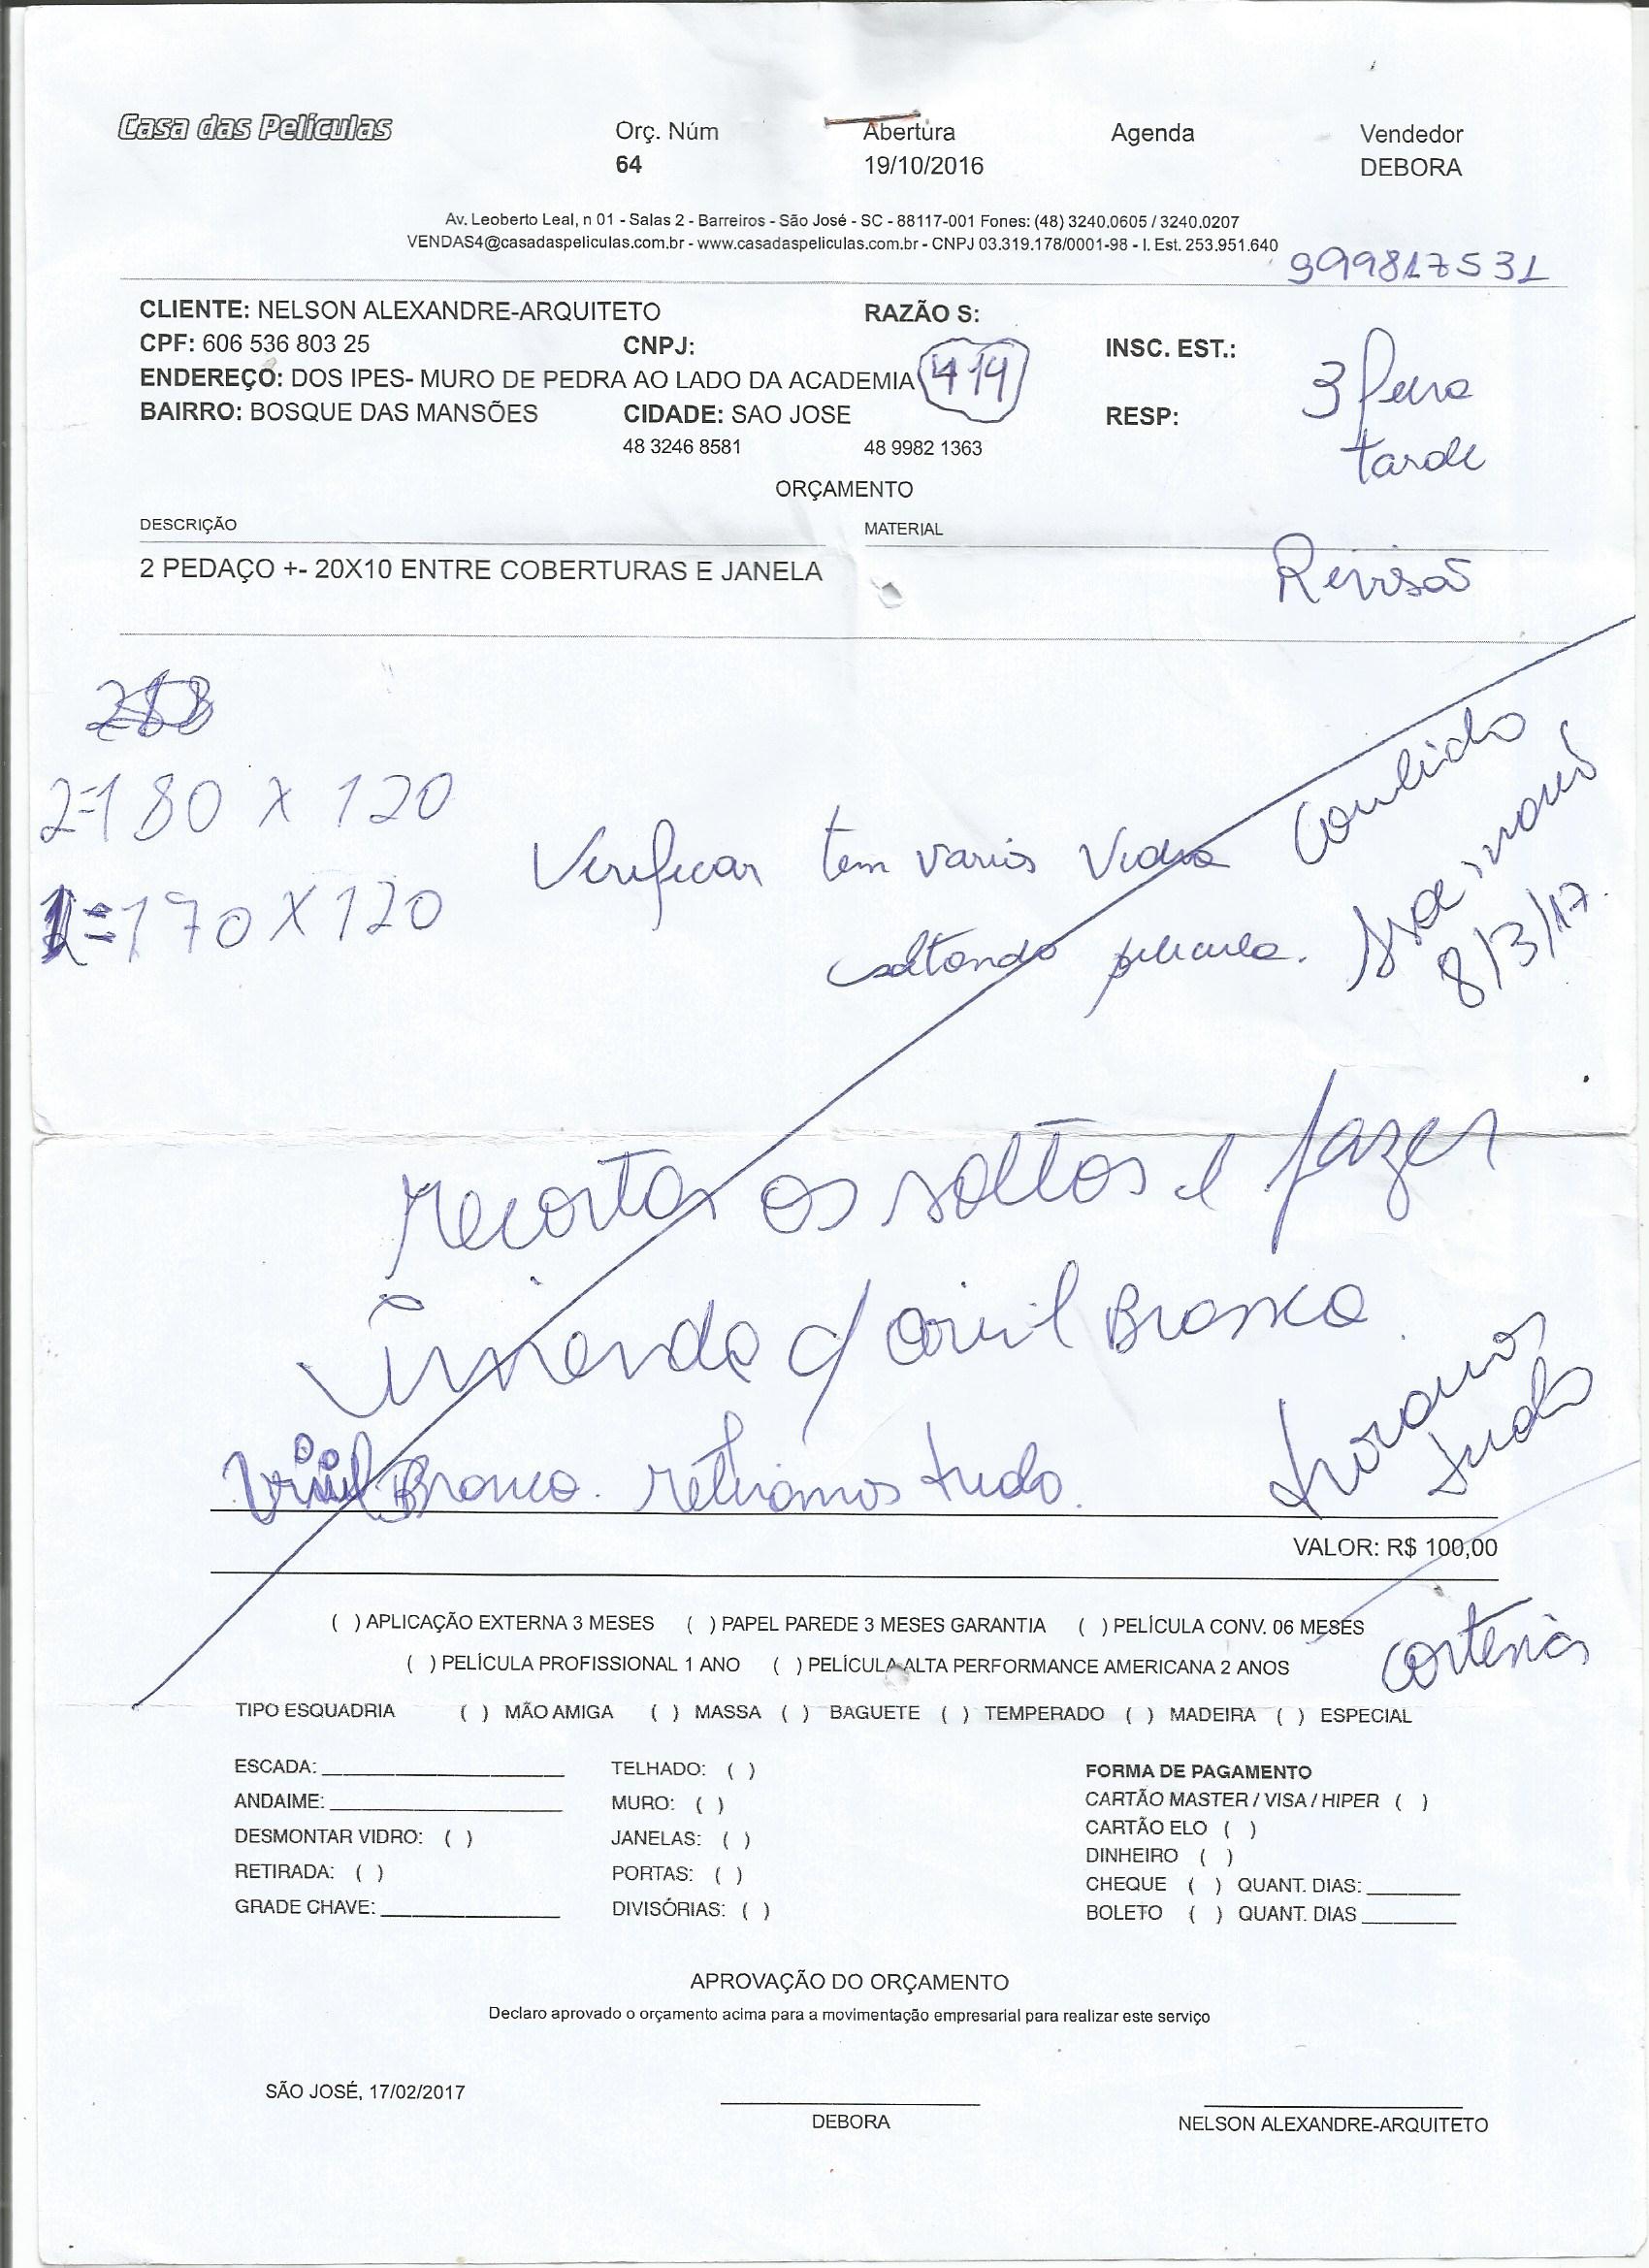 Casa das Películas
Orç. Núm Abertura Agenda Vendedor
64 19/10/2016 DEBORA
Av. Leoberto Leal, n 01 - Salas 2 - Barreiros - São José - SC - 88117-001 Fones: (48) 3240.0605 / 3240.0207
VENDAS4@casadaspeliculas.com.br - www.casadaspeliculas.com.br - CNPJ 03.319.178/0001-98 - I. Est. 253.951.640
999817531
CLIENTE: NELSON ALEXANDRE-ARQUITETO RAZÃO S:
CPF: 606 536 803 25 CNPJ: INSC. EST.:
ENDEREÇO: DOS IPES- MURO DE PEDRA AO LADO DA ACADEMIA 419
BAIRRO: BOSQUE DAS MANSÕES CIDADE: SAO JOSE RESP:
3 feira
tarde
48 3246 8581 48 9982 1363
ORÇAMENTO
DESCRIÇÃO MATERIAL
2 PEDAÇO +- 20X10 ENTRE COBERTURAS E JANELA
Revisão
2=180 X 120
1=170 X 120
Verificar tem varios vidro
soltando pelicula.
8/3/17.
recorta os soltos e fazer
imenda c/ Branco
Vinil Branco. retiramos tudo.
tiramos
tudo
VALOR: R$ 100,00
( ) APLICAÇÃO EXTERNA 3 MESES ( ) PAPEL PAREDE 3 MESES GARANTIA ( ) PELÍCULA CONV. 06 MESES
( ) PELÍCULA PROFISSIONAL 1 ANO ( ) PELÍCULA ALTA PERFORMANCE AMERICANA 2 ANOS
cortesia
TIPO ESQUADRIA ( ) MÃO AMIGA ( ) MASSA ( ) BAGUETE ( ) TEMPERADO ( ) MADEIRA ( ) ESPECIAL
ESCADA: TELHADO: ( ) FORMA DE PAGAMENTO
ANDAIME: MURO: ( ) CARTÃO MASTER / VISA / HIPER ( )
DESMONTAR VIDRO: ( ) JANELAS: ( ) CARTÃO ELO ( )
DINHEIRO ( )
RETIRADA: ( ) PORTAS: ( ) CHEQUE ( ) QUANT. DIAS:
GRADE CHAVE: DIVISÓRIAS: ( ) BOLETO ( ) QUANT. DIAS
APROVAÇÃO DO ORÇAMENTO
Declaro aprovado o orçamento acima para a movimentação empresarial para realizar este serviço
SÃO JOSÉ, 17/02/2017
DEBORA NELSON ALEXANDRE-ARQUITETO